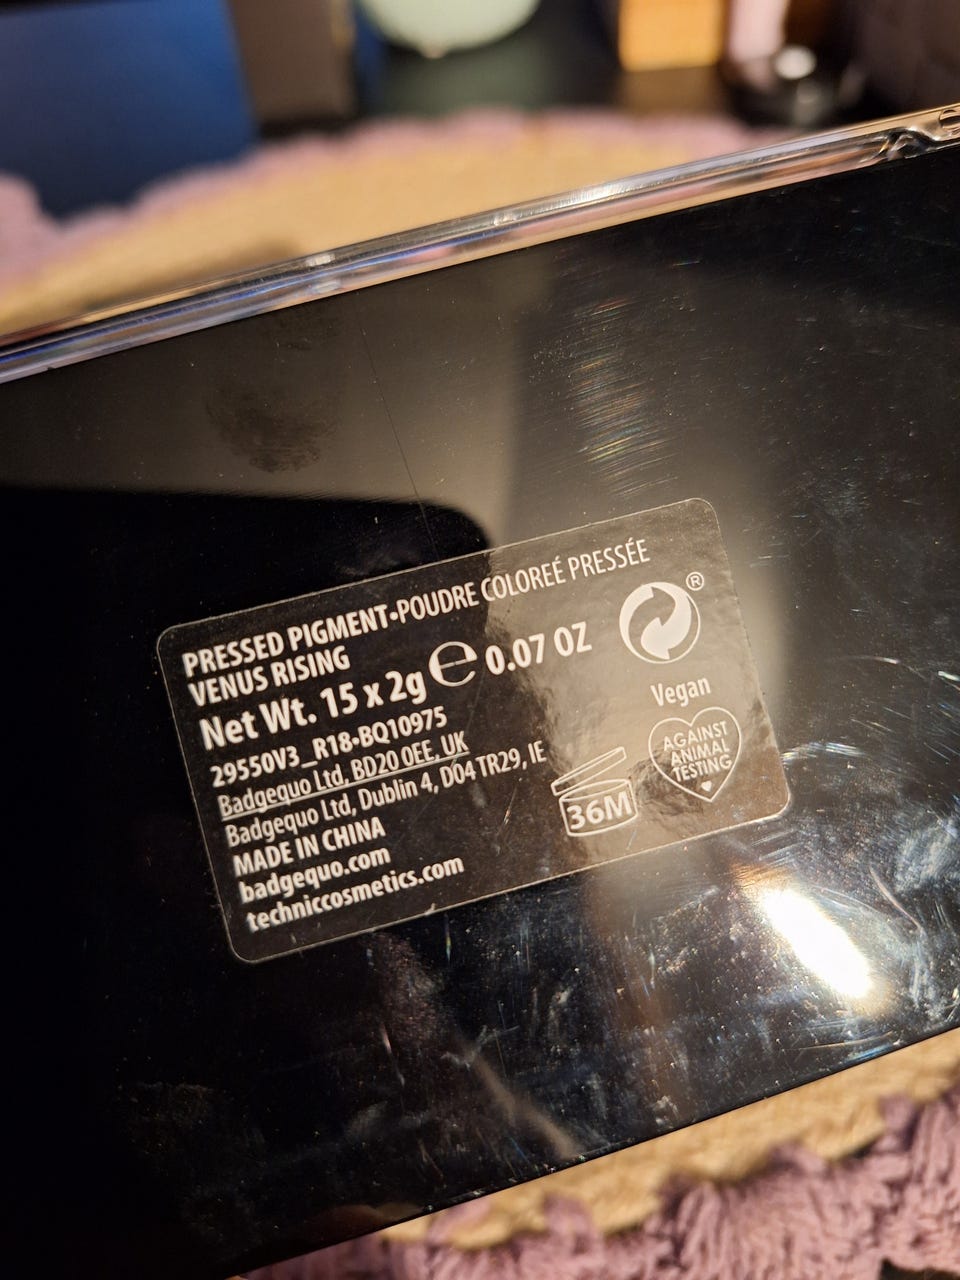 PRESSED PIGMENT•POUDRE COLOREÉ PRESSÉE
VENUS RISING
Net Wt. 15 x 2g ℮ 0.07 OZ
29550V3_R18•BQ10975
Badgequo Ltd, BD20 0EE, UK
Badgequo Ltd, Dublin 4, D04 TR29, IE
MADE IN CHINA
badgequo.com
techniccosmetics.com
36M
®
Vegan
AGAINST
ANIMAL
TESTING